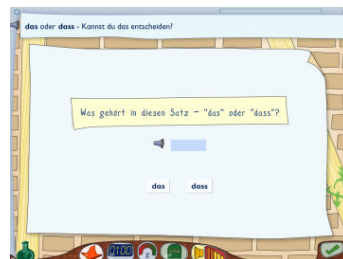 das oder dass - Kannst du das entscheiden?
Was gehört in diesen Satz - "das" oder "dass"?
das dass